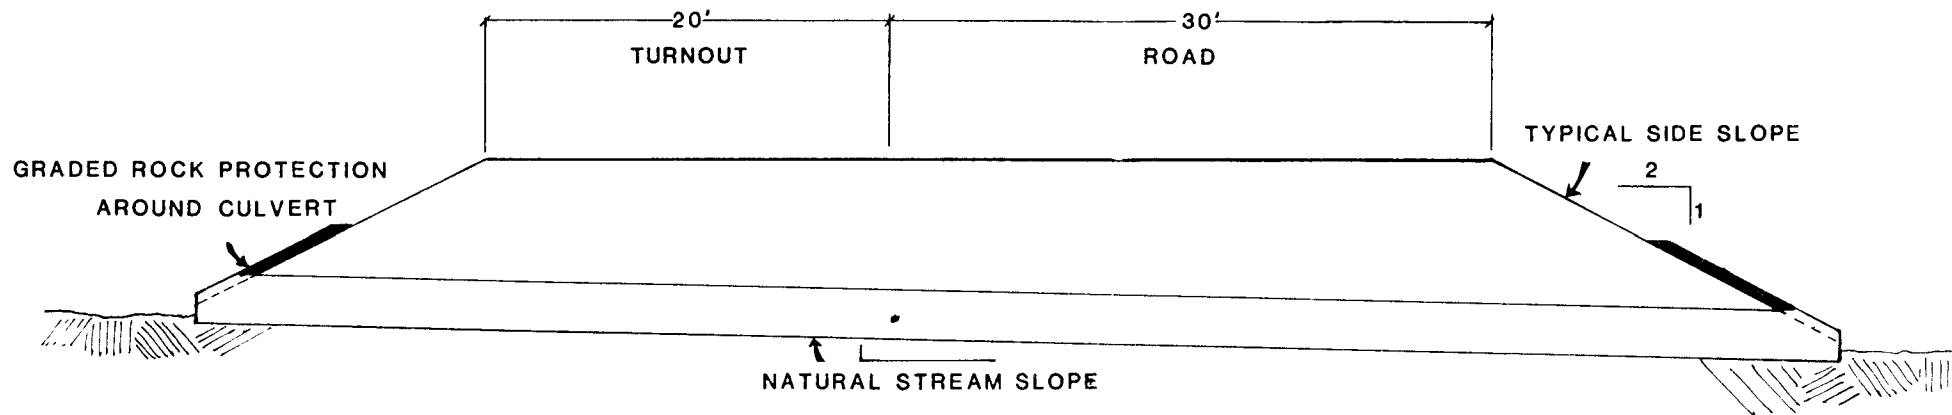 20'
30'
TURNOUT
ROAD
TYPICAL SIDE SLOPE
2
1
GRADED ROCK PROTECTION
AROUND CULVERT
NATURAL STREAM SLOPE